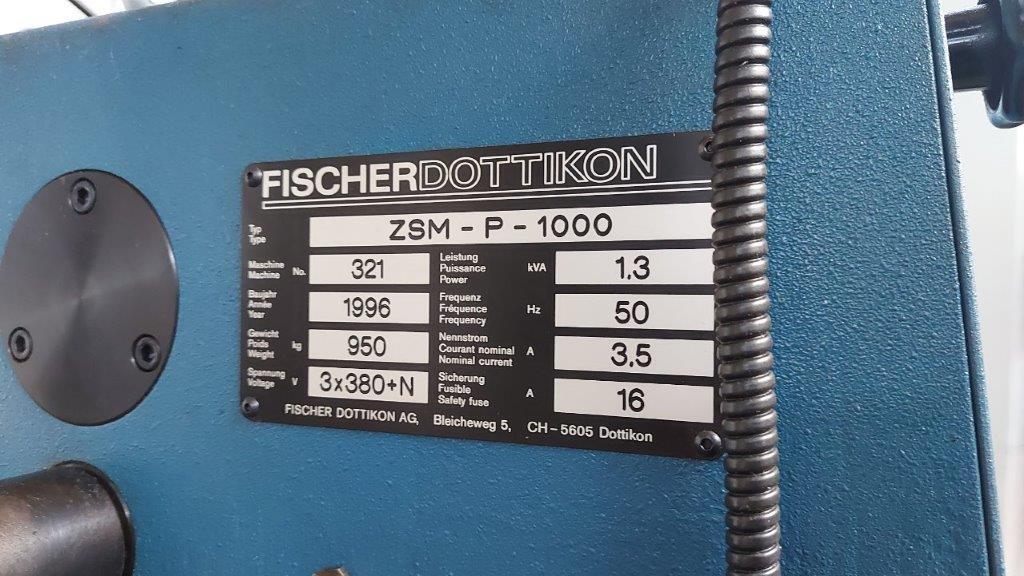 FISCHERDOTTIKON
Typ
Type
ZSM - P - 1000
Maschine
Machine
No.
321
Leistung
Puissance
Power
kVA
1.3
Baujahr
Année
Year
1996
Frequenz
Fréquence
Frequency
Hz
50
Gewicht
Poids
Weight
kg
950
Nennstrom
Courant nominal
Nominal current
A
3,5
Spannung
Voltage
V
3x380+N
Sicherung
Fusible
Safety fuse
A
16
FISCHER DOTTIKON AG, Bleicheweg 5, CH-5605 Dottikon